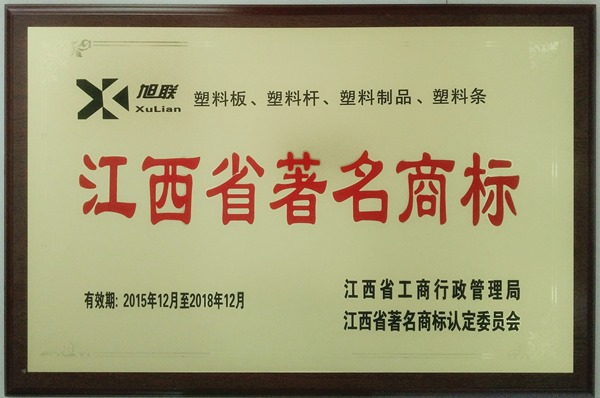 旭联
XuLian
塑料板、塑料杆、塑料制品、塑料条
江西省著名商标
有效期: 2015年12月至2018年12月
江西省工商行政管理局
江西省著名商标认定委员会